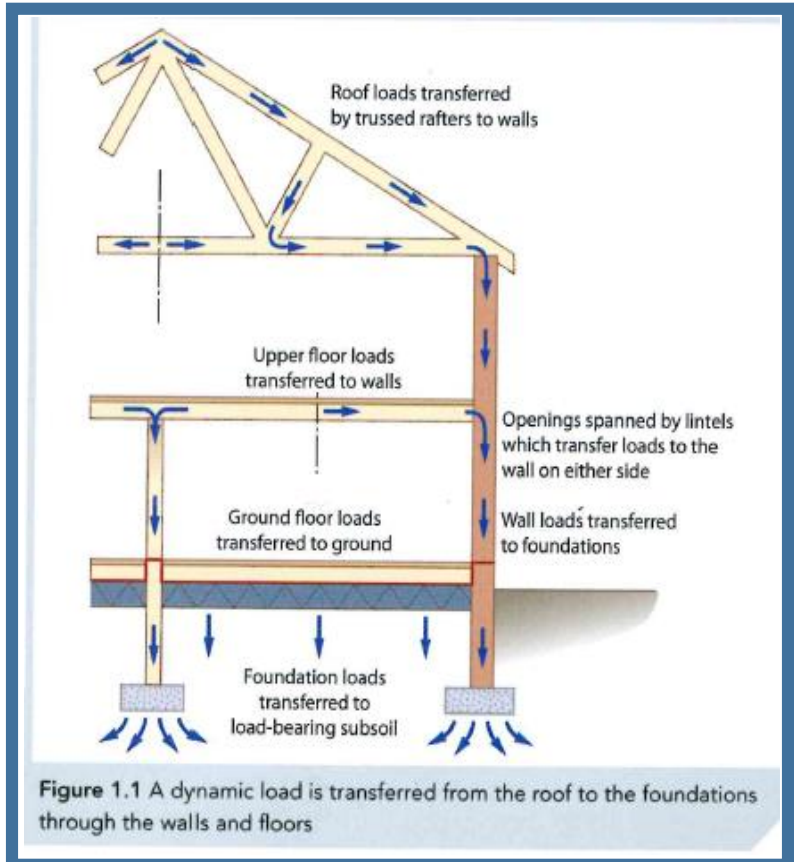 Roof loads transferred
by trussed rafters to walls
Upper floor loads
transferred to walls
Openings spanned by lintels
which transfer loads to the
wall on either side
Ground floor loads
transferred to ground
Wall loads transferred
to foundations
Foundation loads
transferred to
load-bearing subsoil
Figure 1.1 A dynamic load is transferred from the roof to the foundations
through the walls and floors